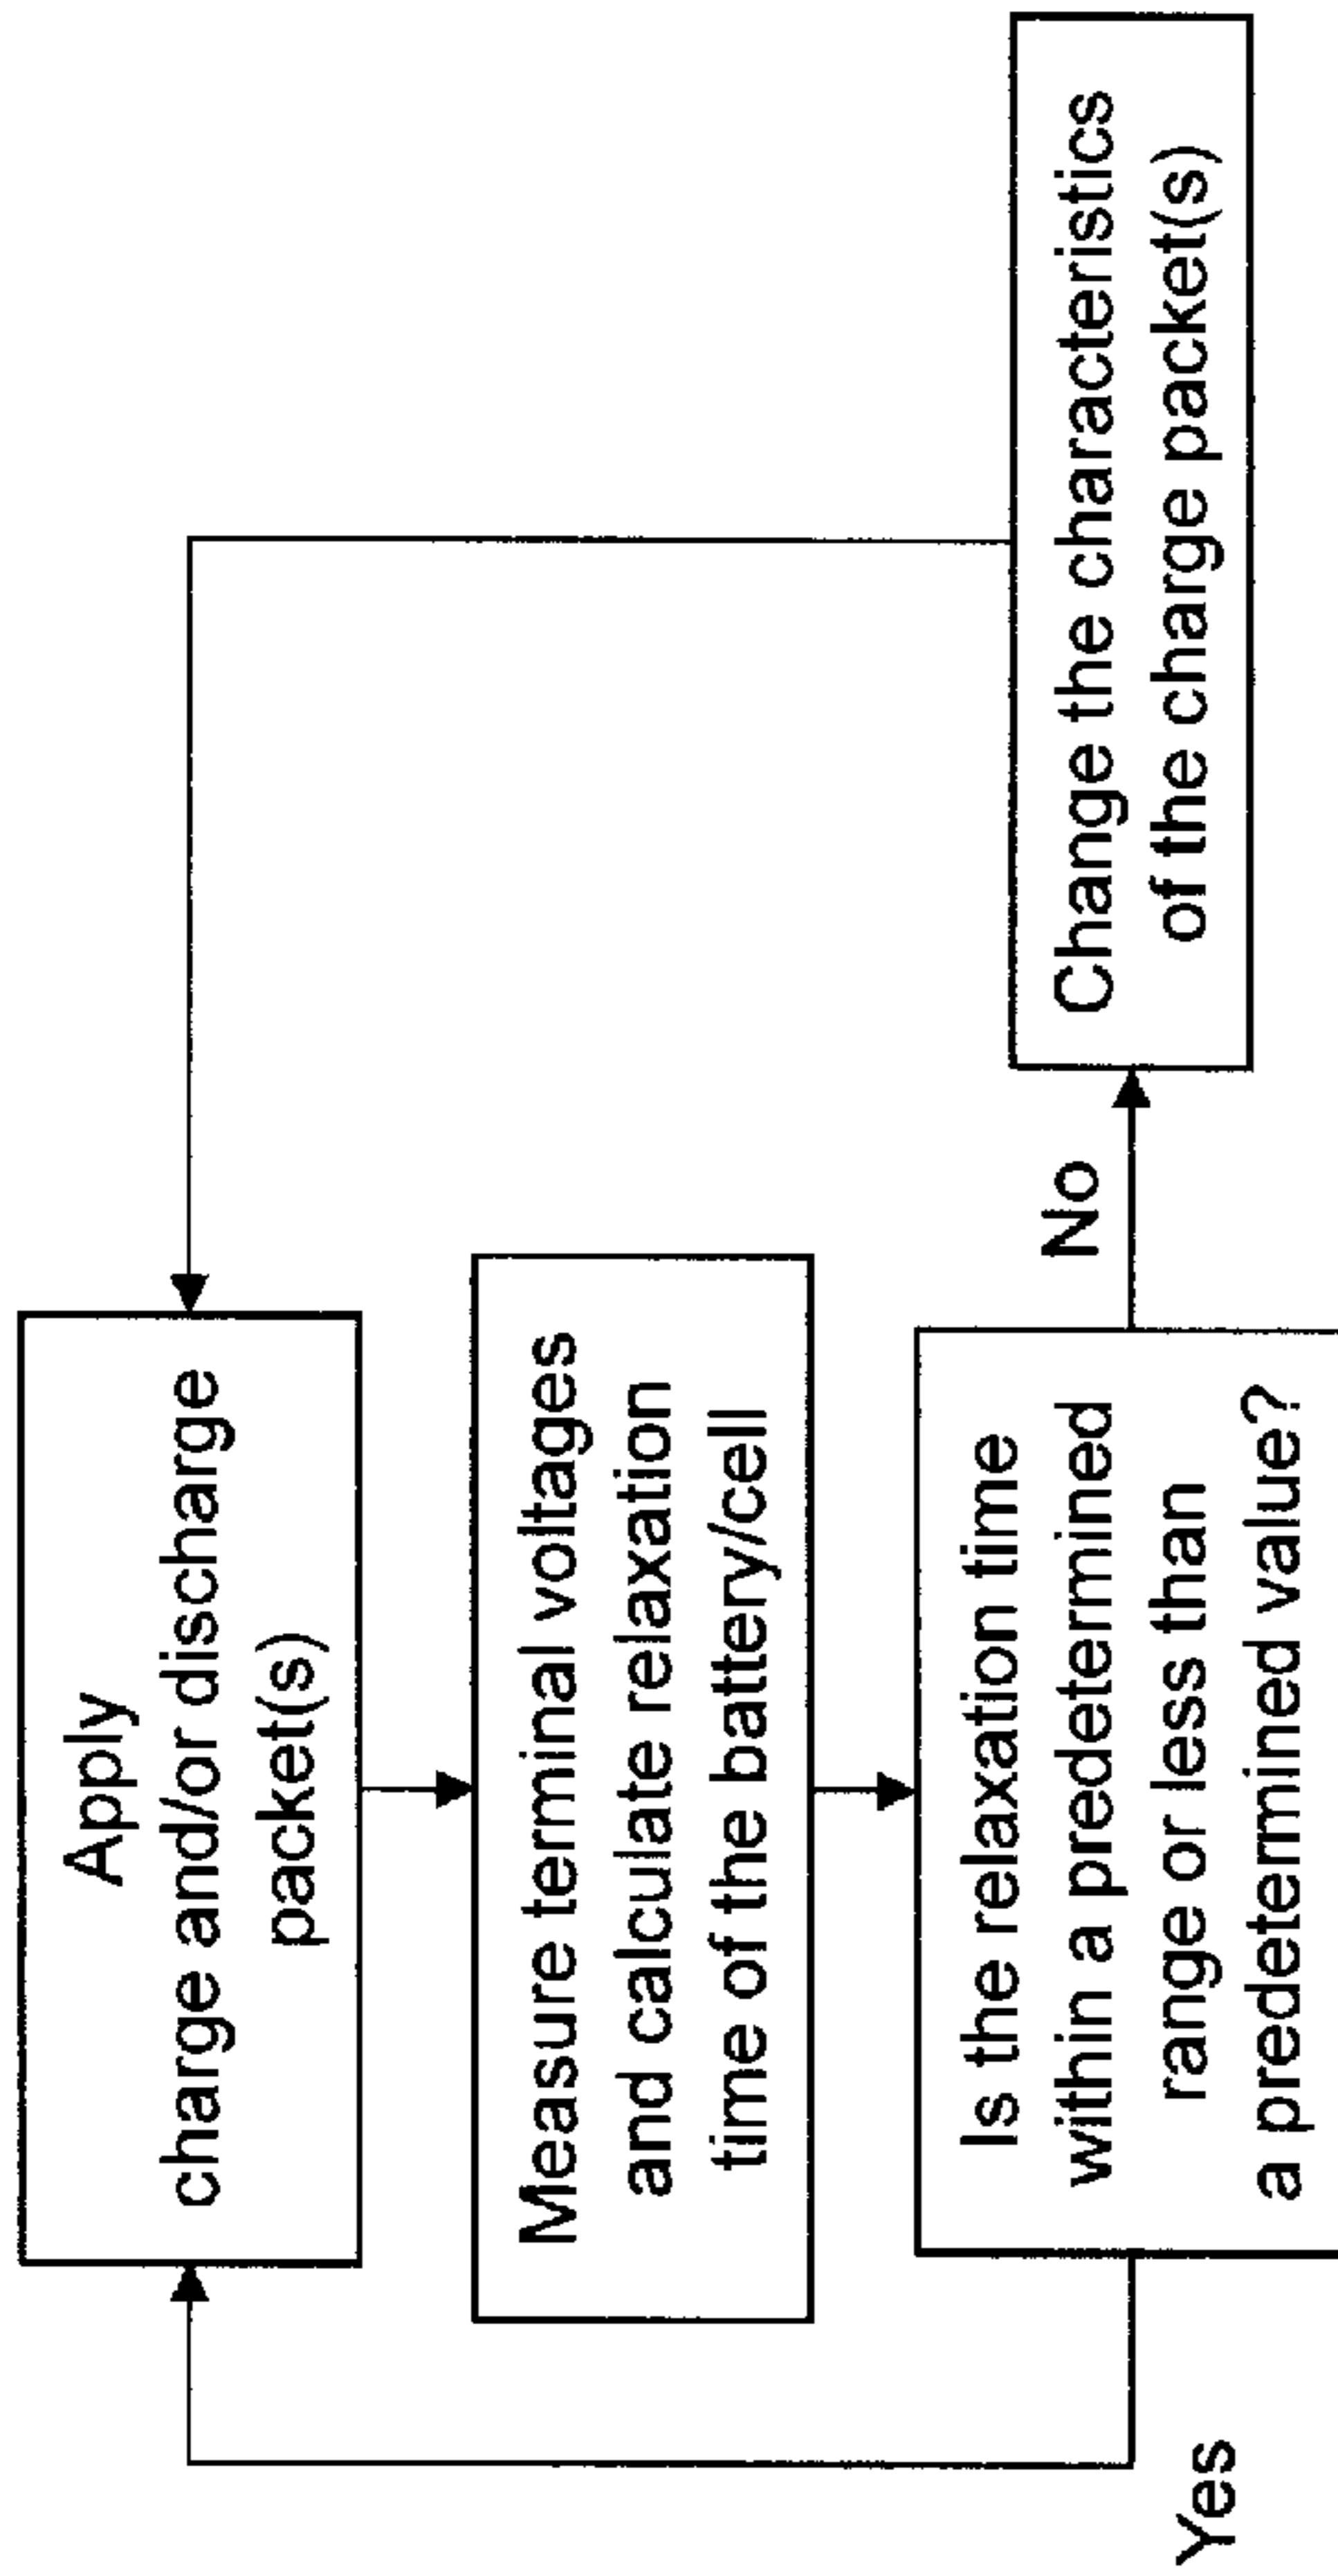 Apply
charge and/or discharge
packet(s)
Measure terminal voltages
and calculate relaxation
time of the battery/cell
Is the relaxation time
within a predetermined
range or less than
a predetermined value?
Yes
No
Change the characteristics
of the charge packet(s)